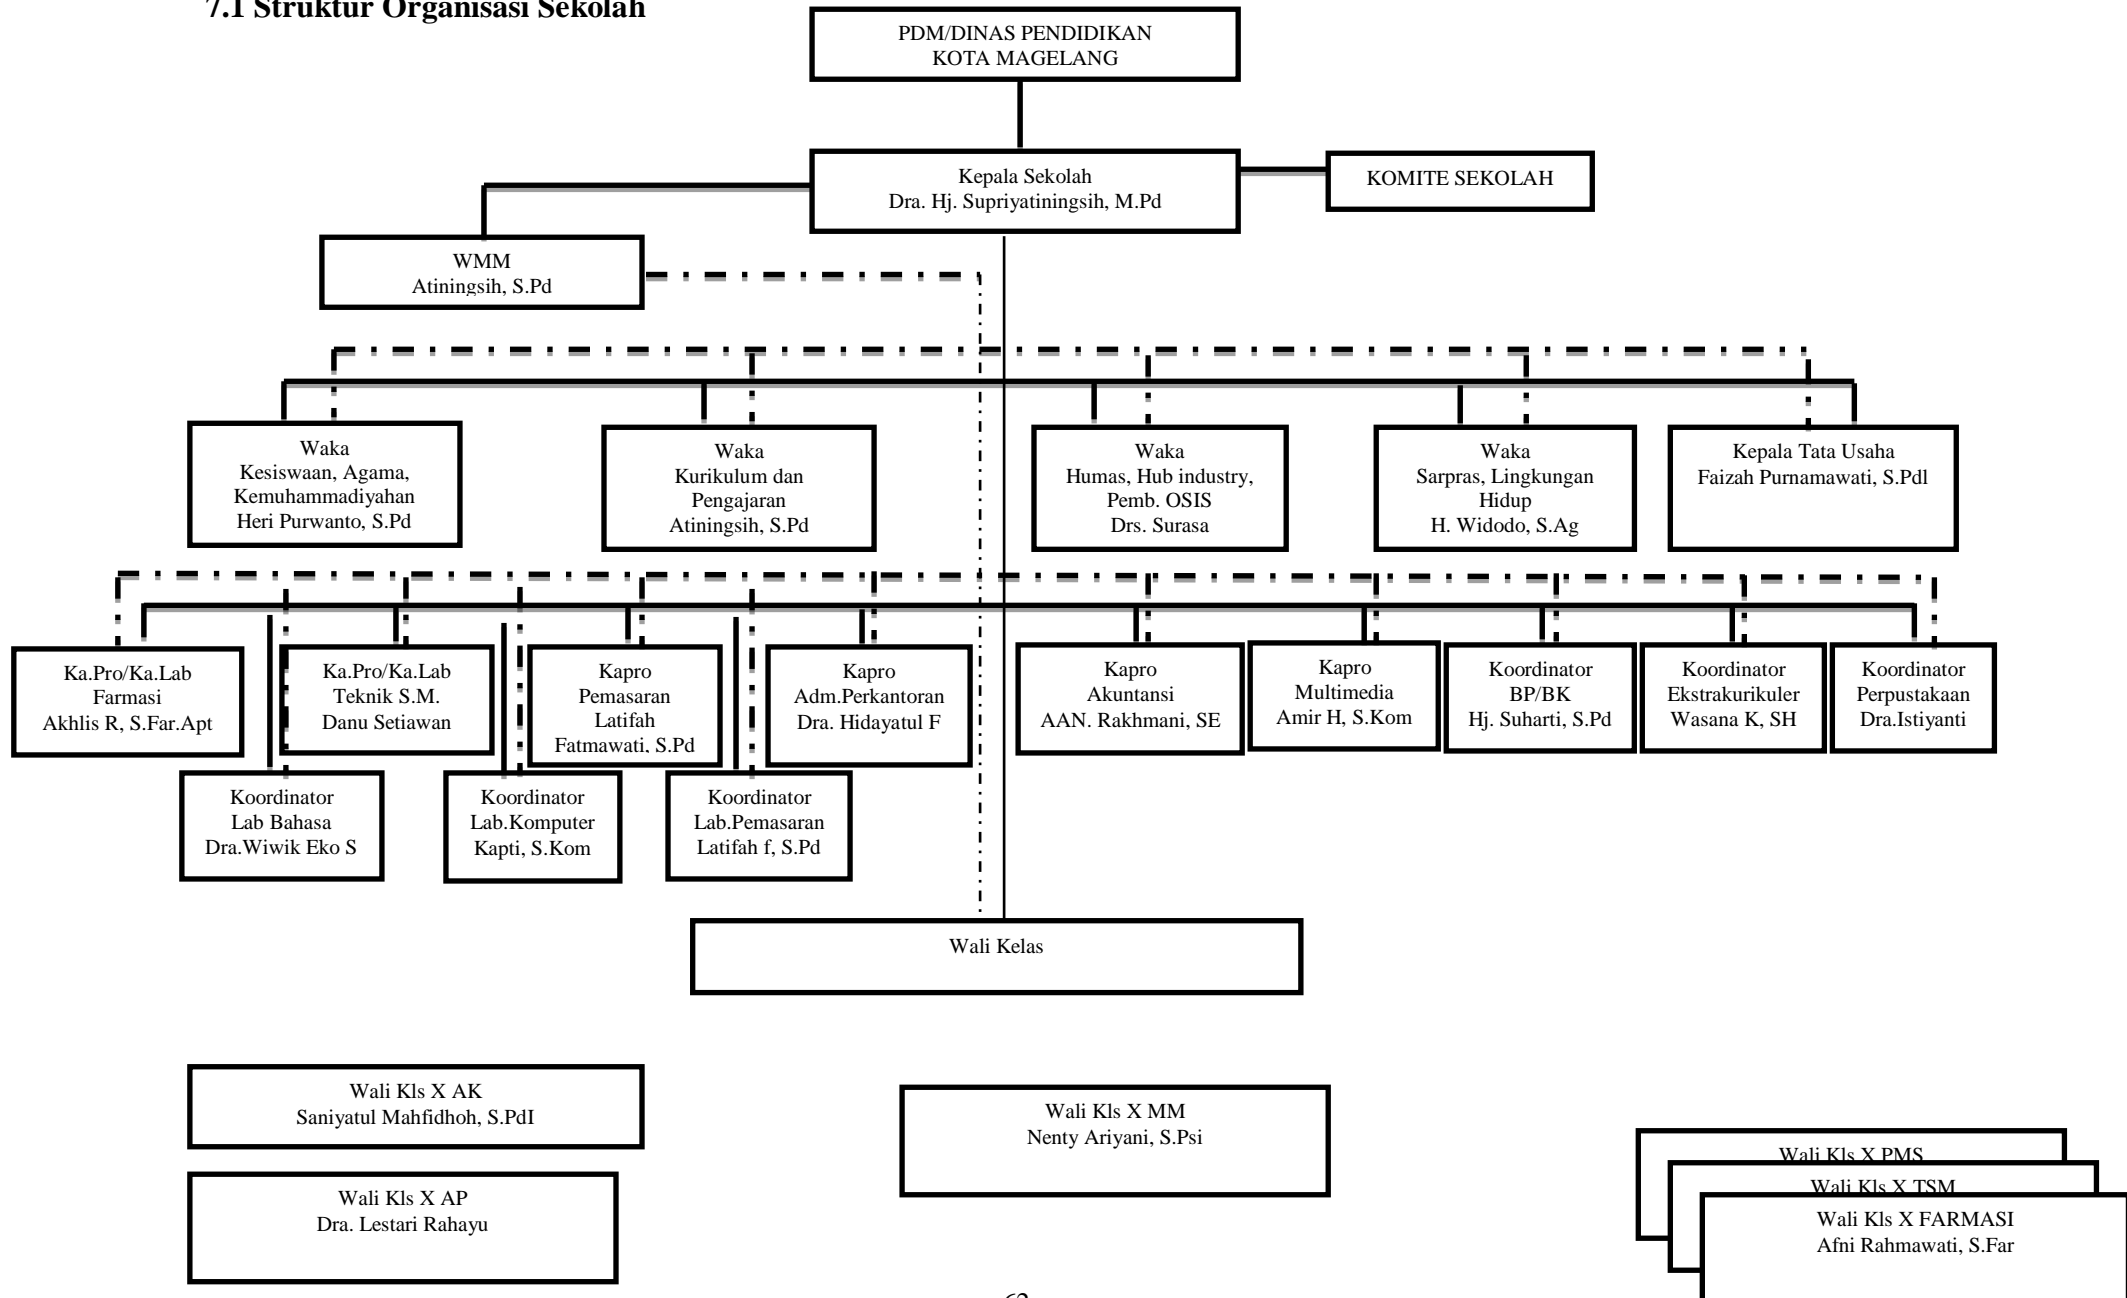 7.1 Struktur Organisasi Sekolah
PDM/DINAS PENDIDIKAN
KOTA MAGELANG
Kepala Sekolah
Dra. Hj. Supriyatiningsih, M.Pd
KOMITE SEKOLAH
WMM
Atiningsih, S.Pd
Waka
Kesiswaan, Agama,
Kemuhammadiyahan
Heri Purwanto, S.Pd
Waka
Kurikulum dan
Pengajaran
Atiningsih, S.Pd
Waka
Humas, Hub industry,
Pemb. OSIS
Drs. Surasa
Waka
Sarpras, Lingkungan
Hidup
H. Widodo, S.Ag
Kepala Tata Usaha
Faizah Purnamawati, S.Pdl
Ka.Pro/Ka.Lab
Farmasi
Akhlis R, S.Far.Apt
Ka.Pro/Ka.Lab
Teknik S.M.
Danu Setiawan
Kapro
Pemasaran
Latifah
Fatmawati, S.Pd
Kapro
Adm.Perkantoran
Dra. Hidayatul F
Kapro
Akuntansi
AAN. Rakhmani, SE
Kapro
Multimedia
Amir H, S.Kom
Koordinator
BP/BK
Hj. Suharti, S.Pd
Koordinator
Ekstrakurikuler
Wasana K, SH
Koordinator
Perpustakaan
Dra.Istiyanti
Koordinator
Lab Bahasa
Dra.Wiwik Eko S
Koordinator
Lab.Komputer
Kapti, S.Kom
Koordinator
Lab.Pemasaran
Latifah f, S.Pd
Wali Kelas
Wali Kls X AK
Saniyatul Mahfidhoh, S.PdI
Wali Kls X AP
Dra. Lestari Rahayu
Wali Kls X MM
Nenty Ariyani, S.Psi
Wali Kls X PMS
Wali Kls X TSM
Wali Kls X FARMASI
Afni Rahmawati, S.Far